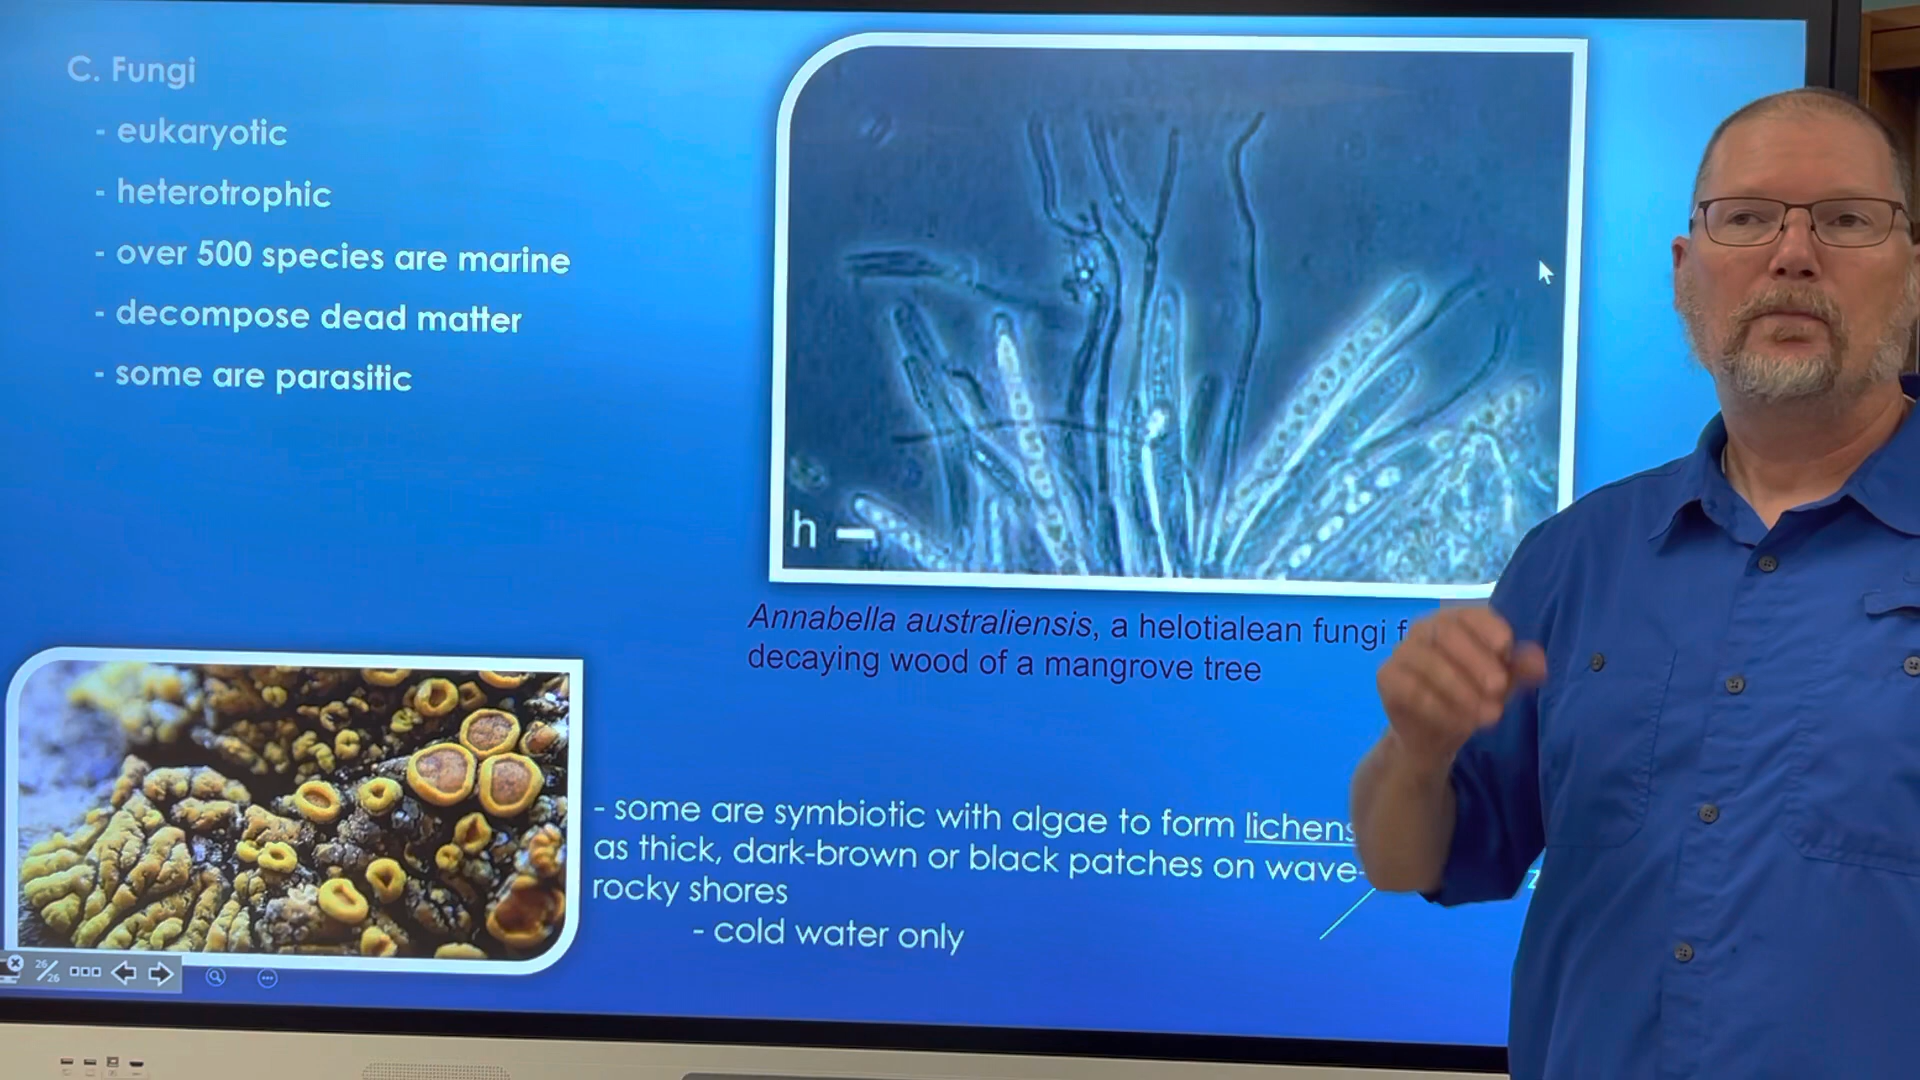 C. Fungi
- eukaryotic
- heterotrophic
- over 500 species are marine
- decompose dead matter
- some are parasitic
h
Annabella australiensis, a helotialean fungi f
decaying wood of a mangrove tree
- some are symbiotic with algae to form lichens
as thick, dark-brown or black patches on wave-
rocky shores
- cold water only
26/26